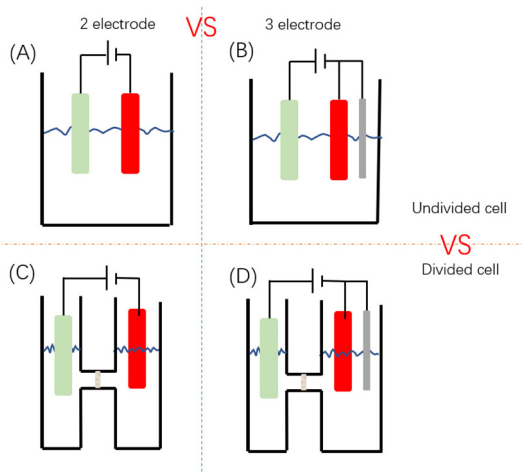 2 electrode
VS
3 electrode
(A)
(B)
Undivided cell
VS
Divided cell
(C)
(D)